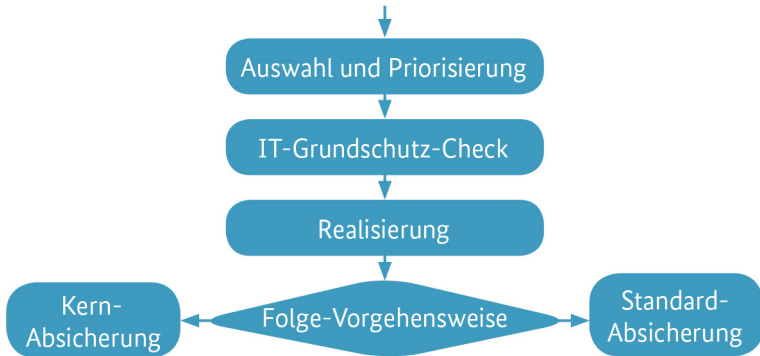 Auswahl und Priorisierung
IT-Grundschutz-Check
Realisierung
Kern-
Absicherung
Folge-Vorgehensweise
Standard-
Absicherung